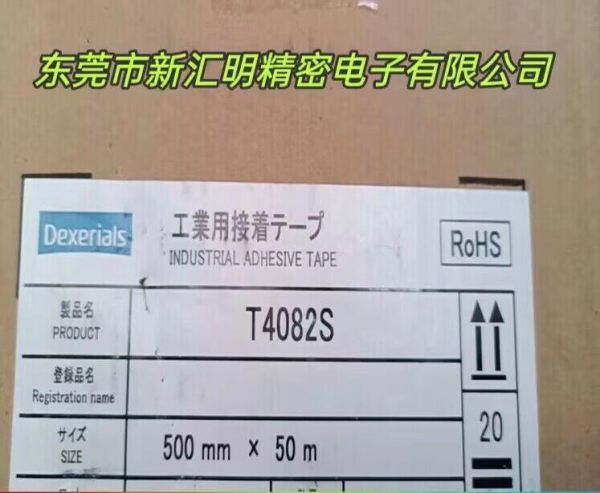 东莞市新汇明精密电子有限公司
Dexerials
工業用接着テープ
INDUSTRIAL ADHESIVE TAPE
RoHS
製品名
PRODUCT
T4082S
登録品名
Registration name
サイズ
SIZE
500 mm × 50 m
20